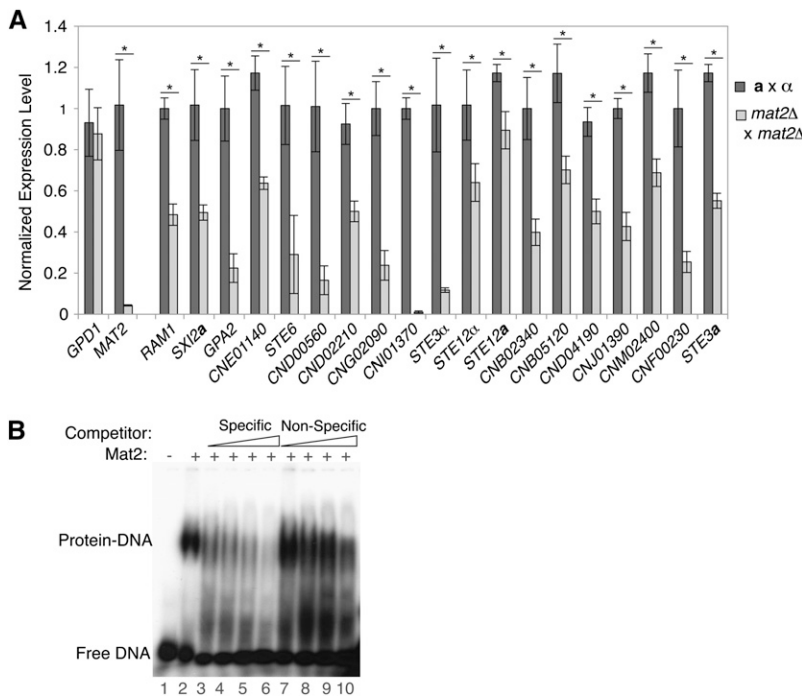 A
1.4
1.2
1
0.8
0.6
0.4
0.2
0
Normalized Expression Level
* * * * * * * * * * * * * * * * * * *
a x α
mat2Δ
x mat2Δ
GPD1
MAT2
RAM1
SXI2a
GPA2
CNE01140
STE6
CND00560
CND02210
CNG02090
CNI01370
STE3α
STE12α
STE12a
CNB02340
CNB05120
CND04190
CNJ01390
CNM02400
CNF00230
STE3a
B
Competitor: Specific Non-Specific
Mat2: - + + + + + + + + +
Protein-DNA
Free DNA
1 2 3 4 5 6 7 8 9 10